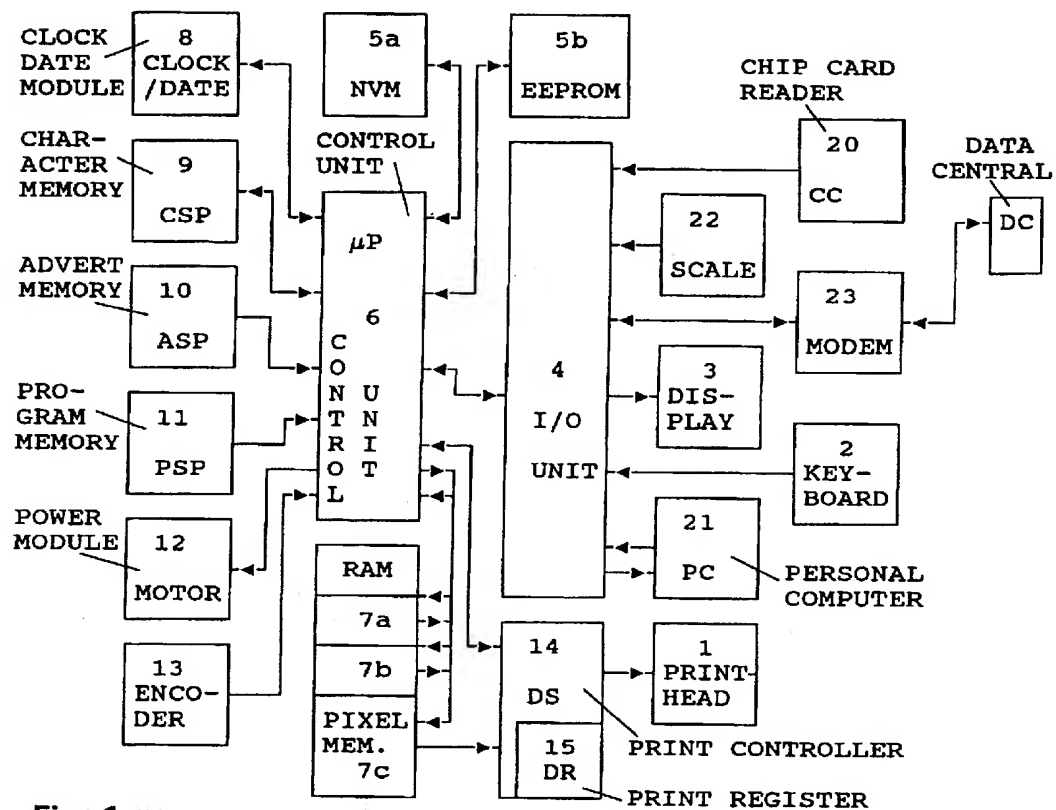 CLOCK
DATE
MODULE
8
CLOCK
/DATE
5a
NVM
5b
EEPROM
CHIP CARD
READER
20
CC
DATA
CENTRAL
DC
CHAR-
ACTER
MEMORY
9
CSP
CONTROL
UNIT
μP
6
CONTROL
UNIT
22
SCALE
ADVERT
MEMORY
10
ASP
23
MODEM
4
I/O
UNIT
3
DIS-
PLAY
PRO-
GRAM
MEMORY
11
PSP
2
KEY-
BOARD
POWER
MODULE
12
MOTOR
21
PC
PERSONAL
COMPUTER
RAM
7a
7b
PIXEL
MEM.
7c
13
ENCO-
DER
14
DS
15
DR
1
PRINT-
HEAD
PRINT CONTROLLER
PRINT REGISTER